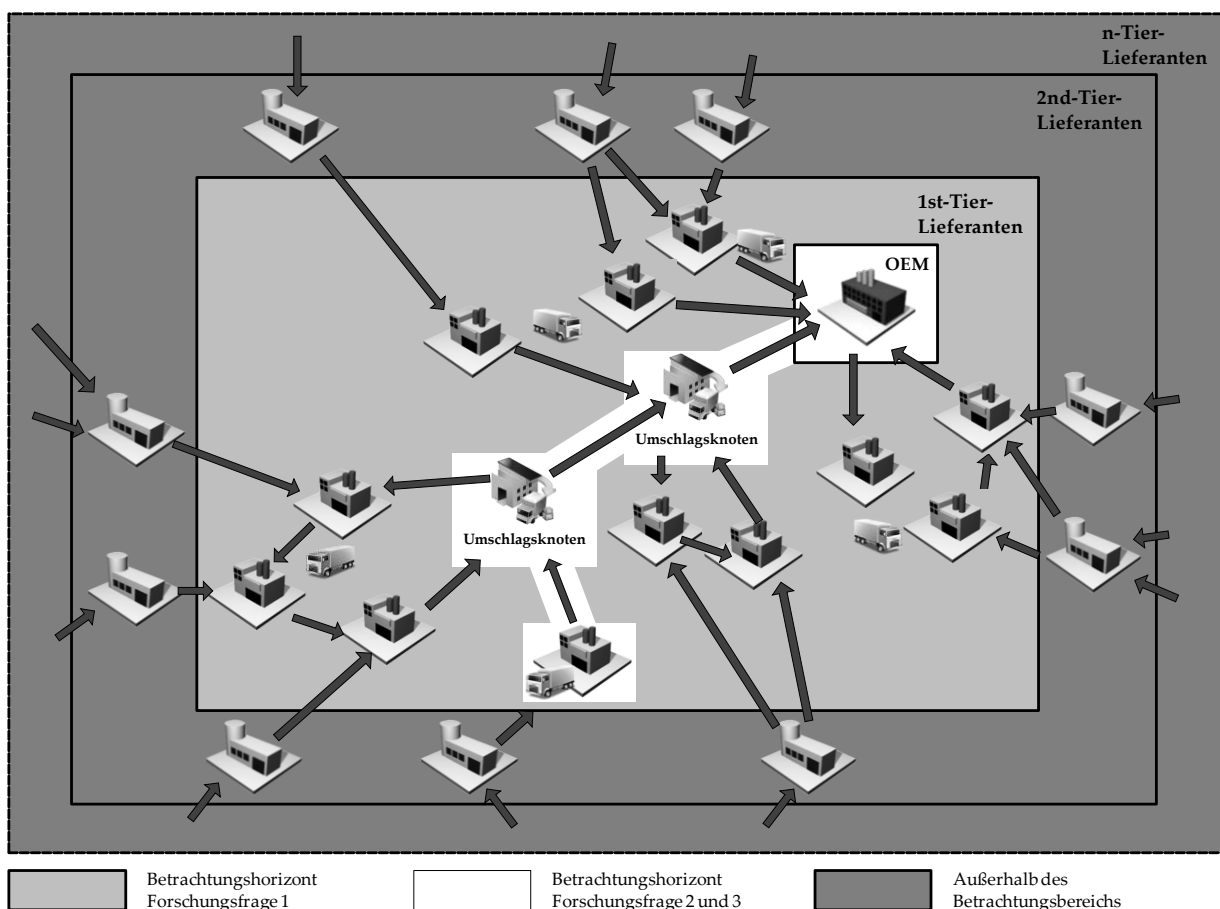 n-Tier-
Lieferanten
2nd-Tier-
Lieferanten
1st-Tier-
Lieferanten
OEM
Umschlagsknoten
Umschlagsknoten
Betrachtungshorizont
Forschungsfrage 1
Betrachtungshorizont
Forschungsfrage 2 und 3
Außerhalb des
Betrachtungsbereichs